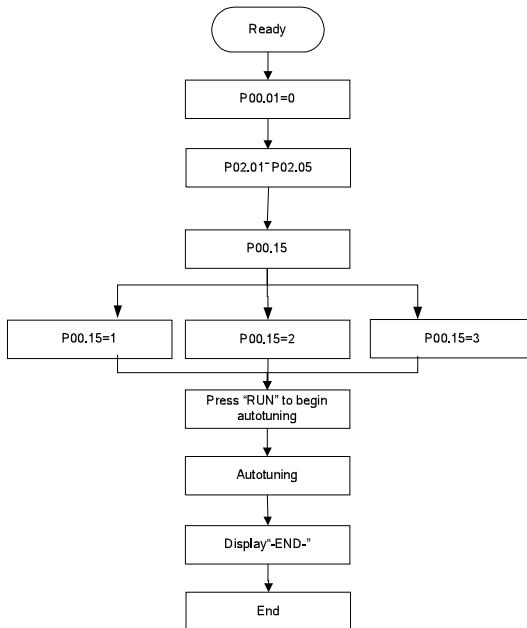 Ready
P00.01=0
P02.01~P02.05
P00.15
P00.15=1
P00.15=2
P00.15=3
Press “RUN” to begin
autotuning
Autotuning
Display“-END-”
End